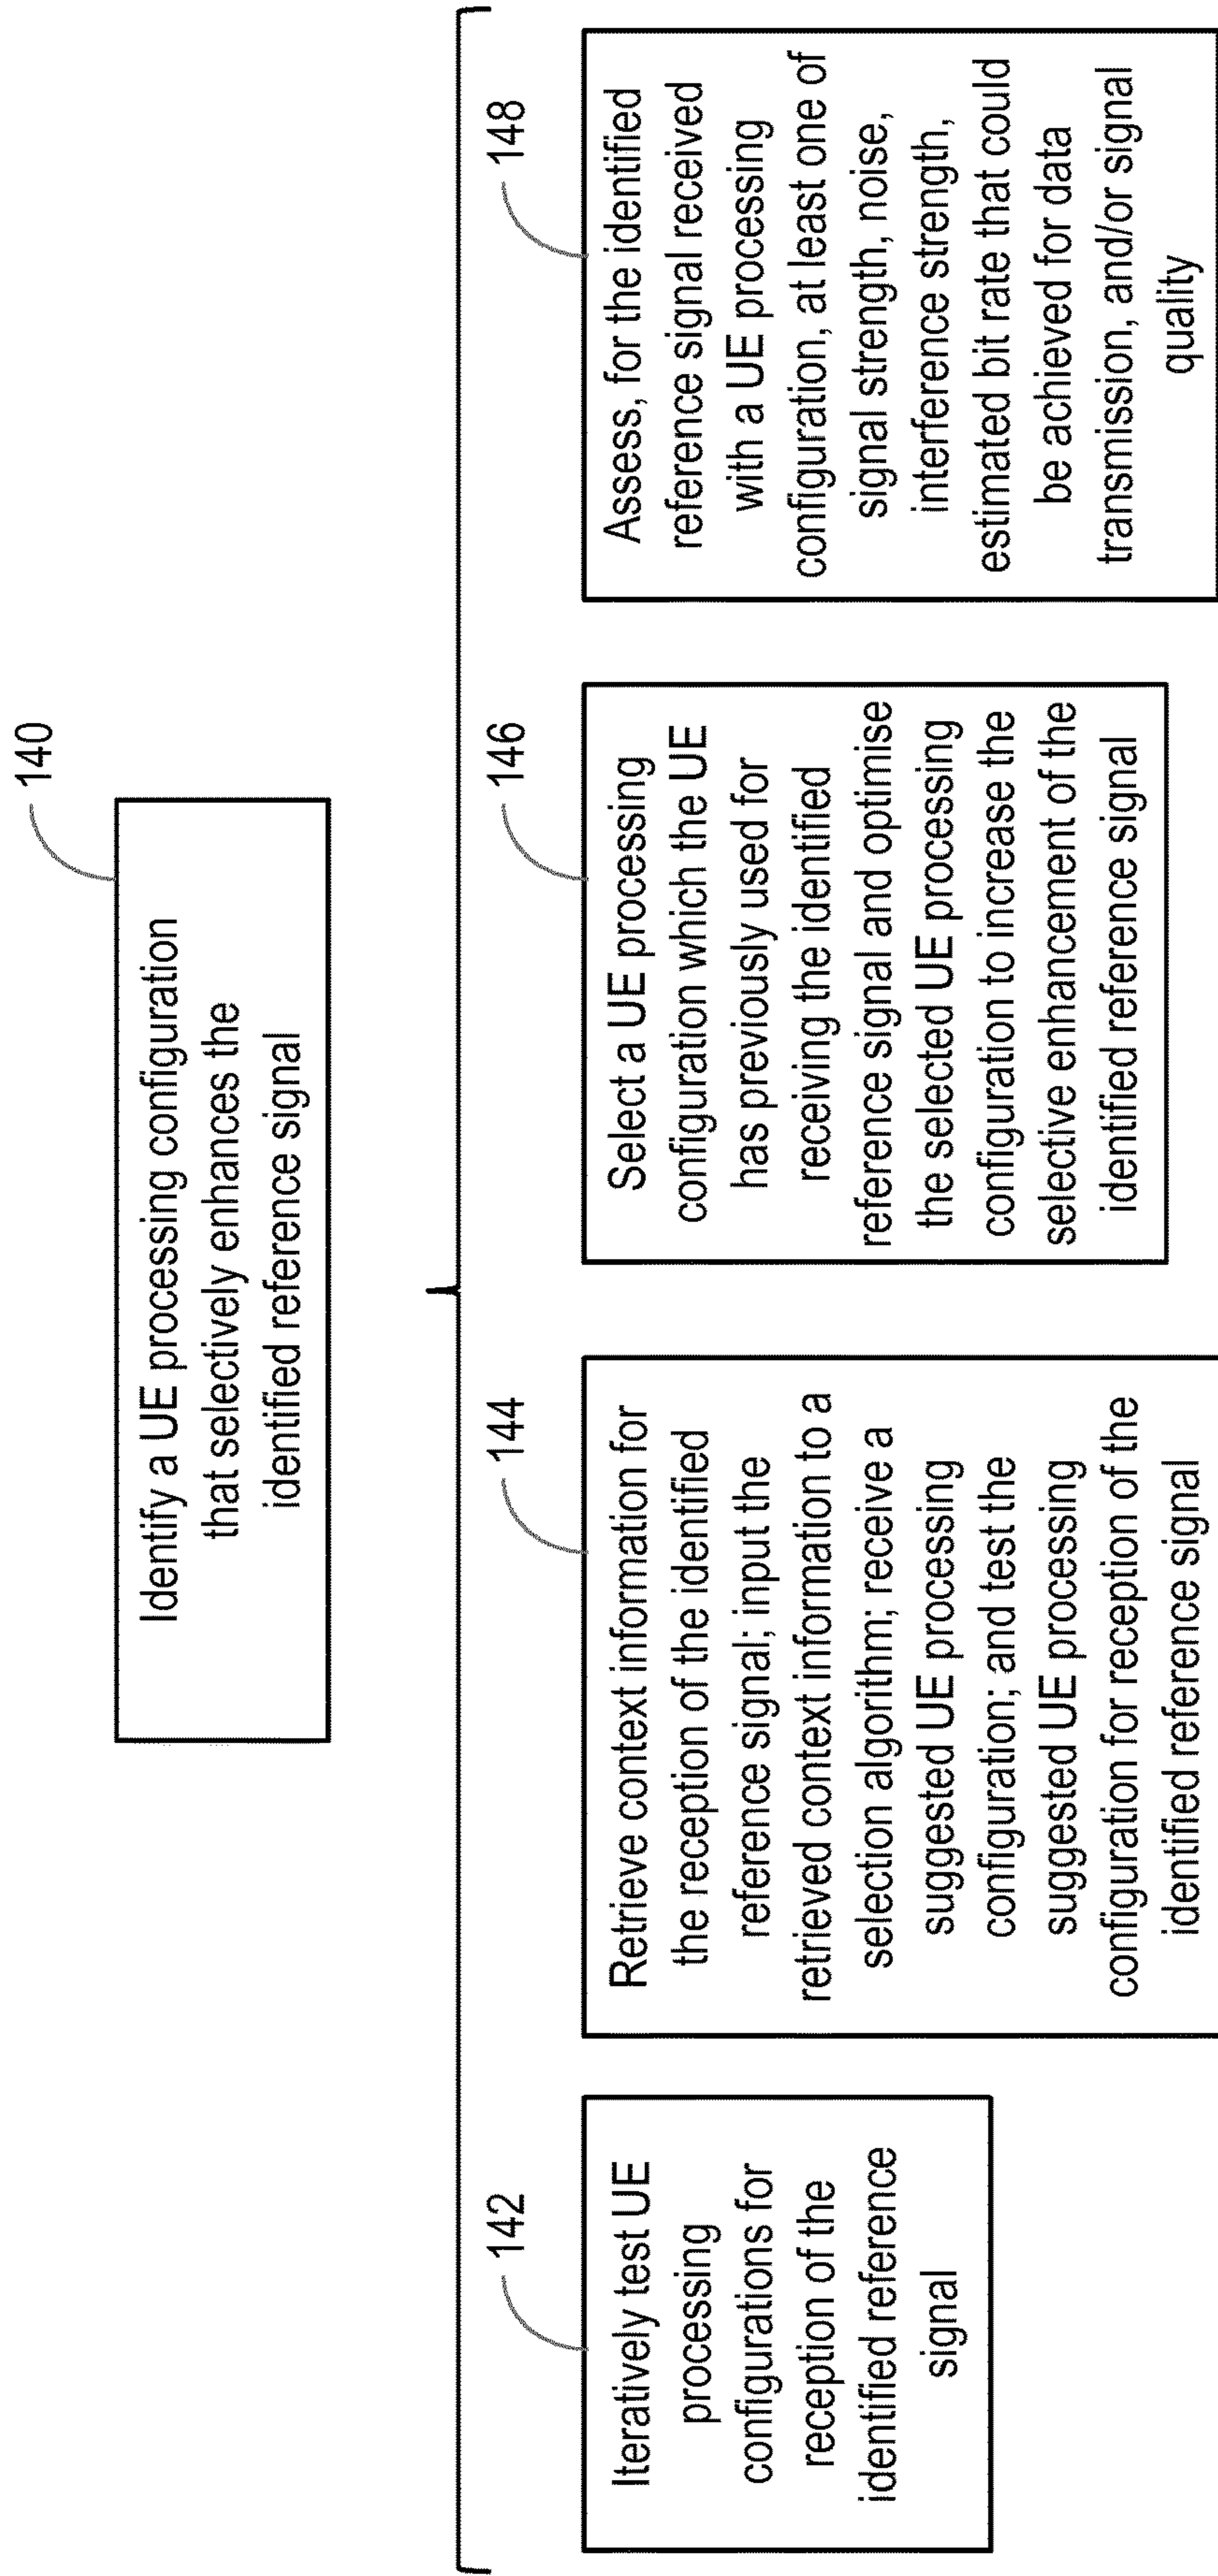 140
Identify a UE processing configuration
that selectively enhances the
identified reference signal
142
Iteratively test UE
processing
configurations for
reception of the
identified reference
signal
144
Retrieve context information for
the reception of the identified
reference signal; input the
retrieved context information to a
selection algorithm; receive a
suggested UE processing
configuration; and test the
suggested UE processing
configuration for reception of the
identified reference signal
146
Select a UE processing
configuration which the UE
has previously used for
receiving the identified
reference signal and optimise
the selected UE processing
configuration to increase the
selective enhancement of the
identified reference signal
148
Assess, for the identified
reference signal received
with a UE processing
configuration, at least one of
signal strength, noise,
interference strength,
estimated bit rate that could
be achieved for data
transmission, and/or signal
quality